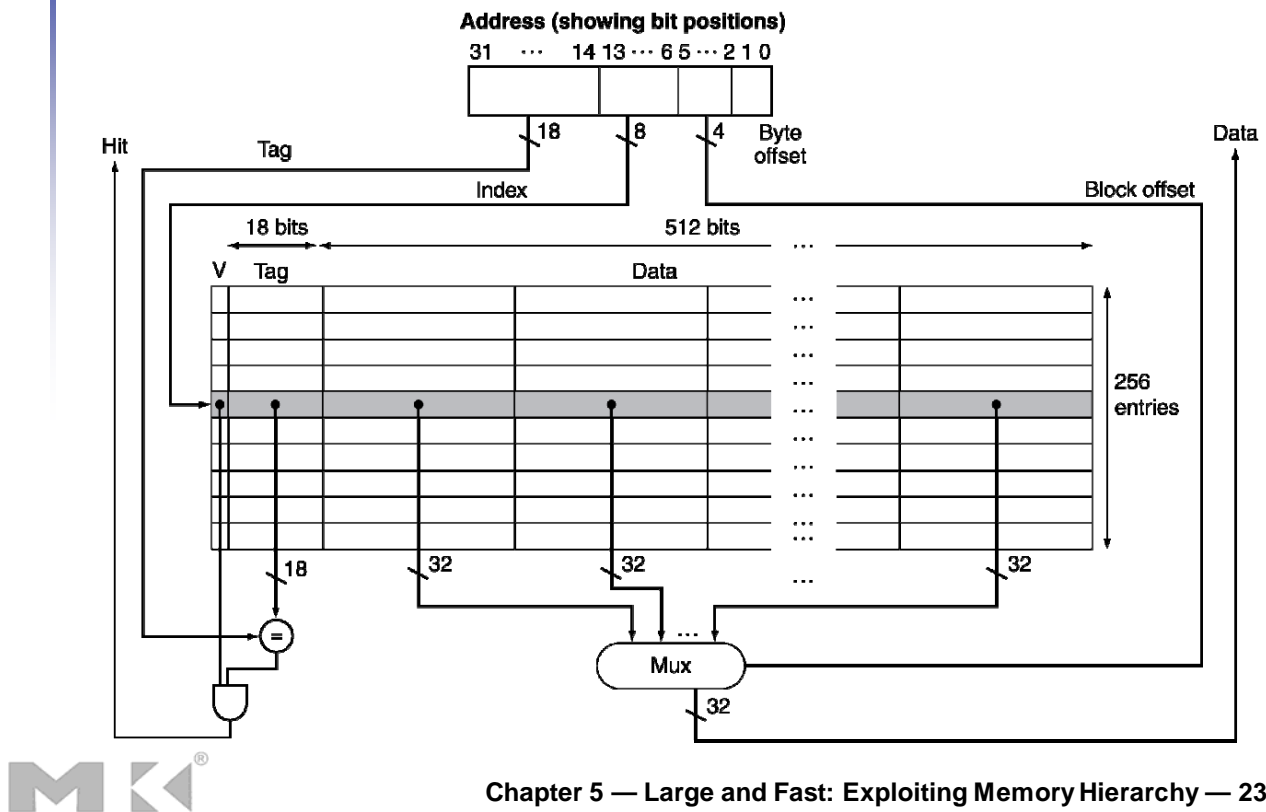 Address (showing bit positions)
31 ··· 14 13 ··· 6 5 ··· 2 1 0
18 8 4 Byte offset
Hit
Tag
Data
Index
Block offset
18 bits
512 bits
...
V Tag Data
...
...
...
...
...
...
...
...
...
...
256 entries
18 32 32 ... 32
=
...
Mux
32
MK®
Chapter 5 — Large and Fast: Exploiting Memory Hierarchy — 23